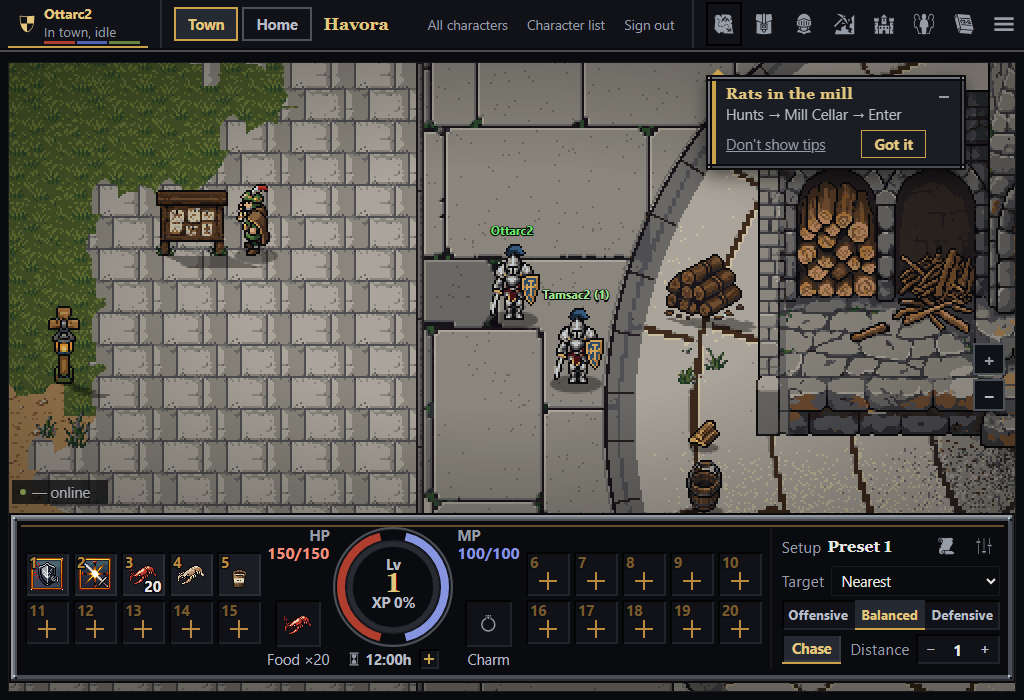 Ottarc2
In town, idle
Town
Home
Havora
All characters
Character list
Sign out
Rats in the mill
Hunts → Mill Cellar → Enter
Don't show tips
Got it
Ottarc2
Tamsac2 (1)
+
−
— online
HP
150/150
MP
100/100
Lv
1
XP 0%
1
2
3
20
4
5
6
7
8
9
10
11
12
13
14
15
16
17
18
19
20
Food ×20
12:00h
+
Charm
Setup
Preset 1
Target
Nearest
Offensive
Balanced
Defensive
Chase
Distance
− 1 +